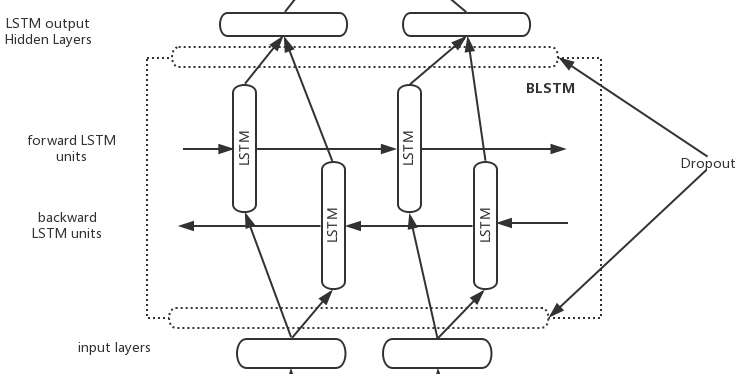 LSTM output
Hidden Layers
BLSTM
forward LSTM
units
LSTM
LSTM
Dropout
backward
LSTM units
LSTM
LSTM
input layers